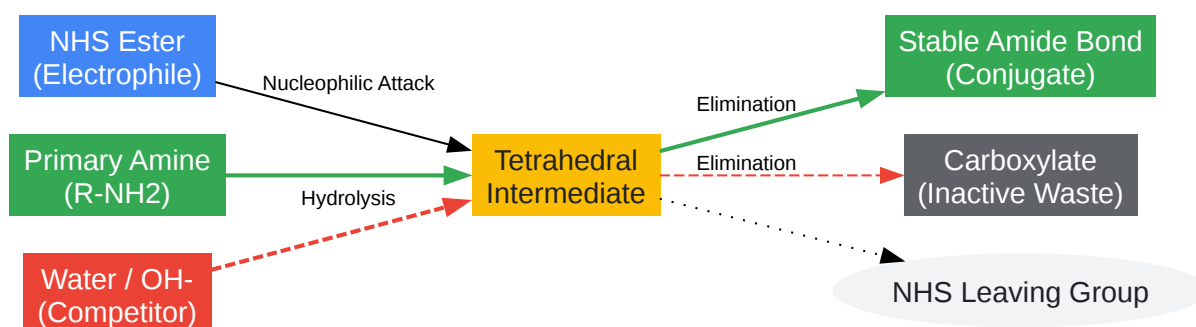 NHS Ester
(Electrophile)
Nucleophilic Attack
Primary Amine
(R-NH2)
Hydrolysis
Water / OH-
(Competitor)
Tetrahedral
Intermediate
Elimination
Elimination
Stable Amide Bond
(Conjugate)
Carboxylate
(Inactive Waste)
NHS Leaving Group